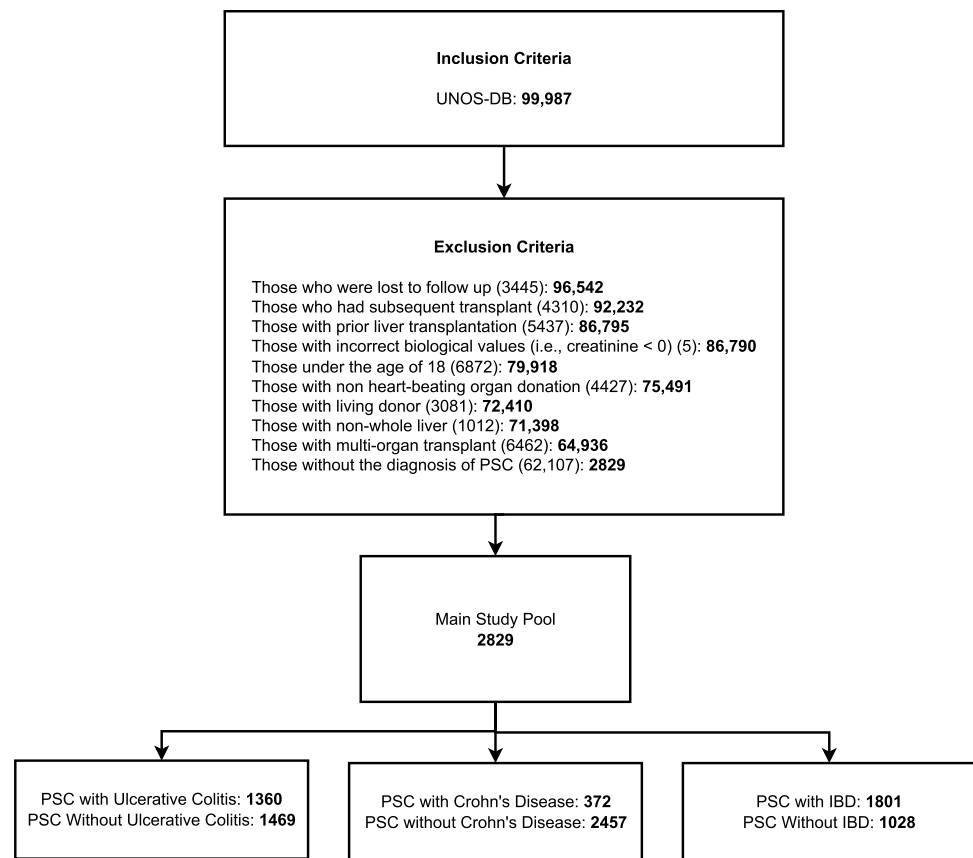 Inclusion Criteria
UNOS-DB: 99,987
Exclusion Criteria
Those who were lost to follow up (3445): 96,542
Those who had subsequent transplant (4310): 92,232
Those with prior liver transplantation (5437): 86,795
Those with incorrect biological values (i.e., creatinine < 0) (5): 86,790
Those under the age of 18 (6872): 79,918
Those with non heart-beating organ donation (4427): 75,491
Those with living donor (3081): 72,410
Those with non-whole liver (1012): 71,398
Those with multi-organ transplant (6462): 64,936
Those without the diagnosis of PSC (62,107): 2829
Main Study Pool
2829
PSC with Ulcerative Colitis: 1360
PSC Without Ulcerative Colitis: 1469
PSC with Crohn's Disease: 372
PSC without Crohn's Disease: 2457
PSC with IBD: 1801
PSC Without IBD: 1028